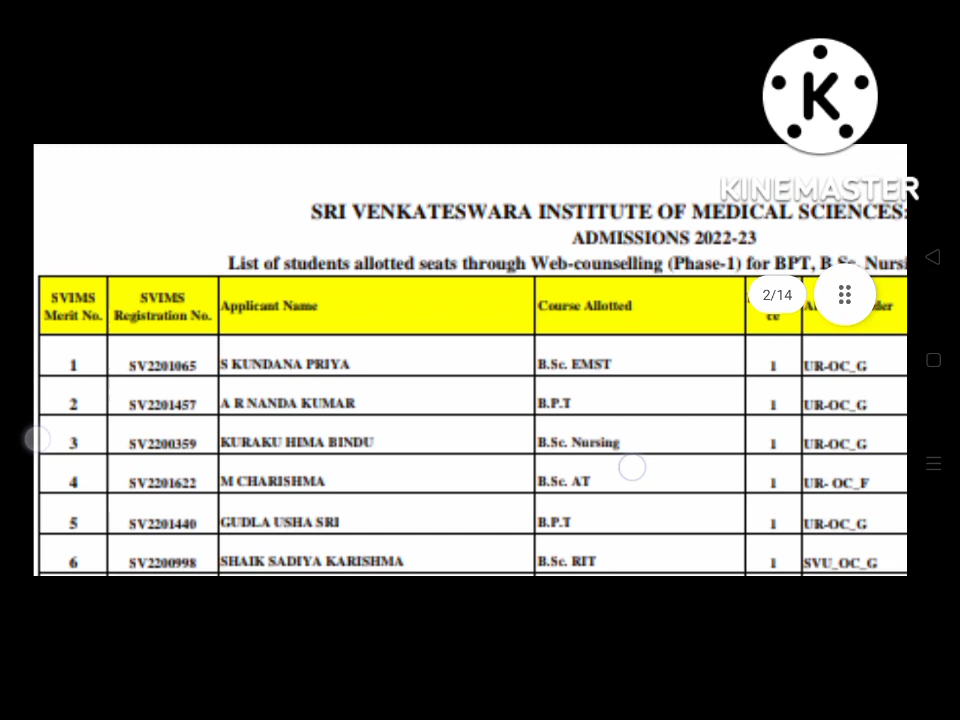 K
KINEMASTER
SRI VENKATESWARA INSTITUTE OF MEDICAL SCIENCES:
ADMISSIONS 2022-23
List of students allotted seats through Web-counselling (Phase-1) for BPT, B.Sc. Nursi
SVIMS Merit No. SVIMS Registration No. Applicant Name Course Allotted ce
2/14
1 SV2201065 S KUNDANA PRIYA B.Sc. EMST 1 UR-OC_G
2 SV2201457 A R NANDA KUMAR B.P.T 1 UR-OC_G
3 SV2200359 KURAKU HIMA BINDU B.Sc. Nursing 1 UR-OC_G
4 SV2201622 M CHARISHMA B.Sc. AT 1 UR- OC_F
5 SV2201440 GUDLA USHA SRI B.P.T 1 UR-OC_G
6 SV2200998 SHAIK SADIYA KARISHMA B.Sc. RIT 1 SVU_OC_G